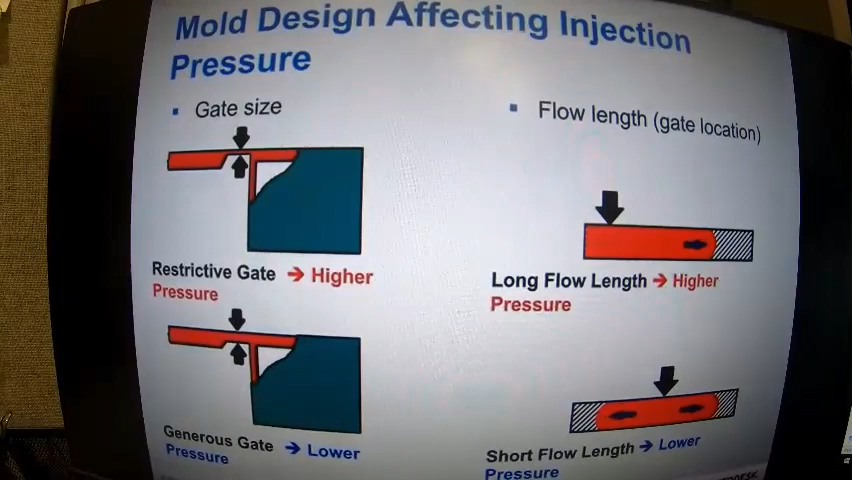 Mold Design Affecting Injection
Pressure
▪ Gate size
Restrictive Gate → Higher
Pressure
Generous Gate → Lower
Pressure
▪ Flow length (gate location)
Long Flow Length → Higher
Pressure
Short Flow Length → Lower
Pressure